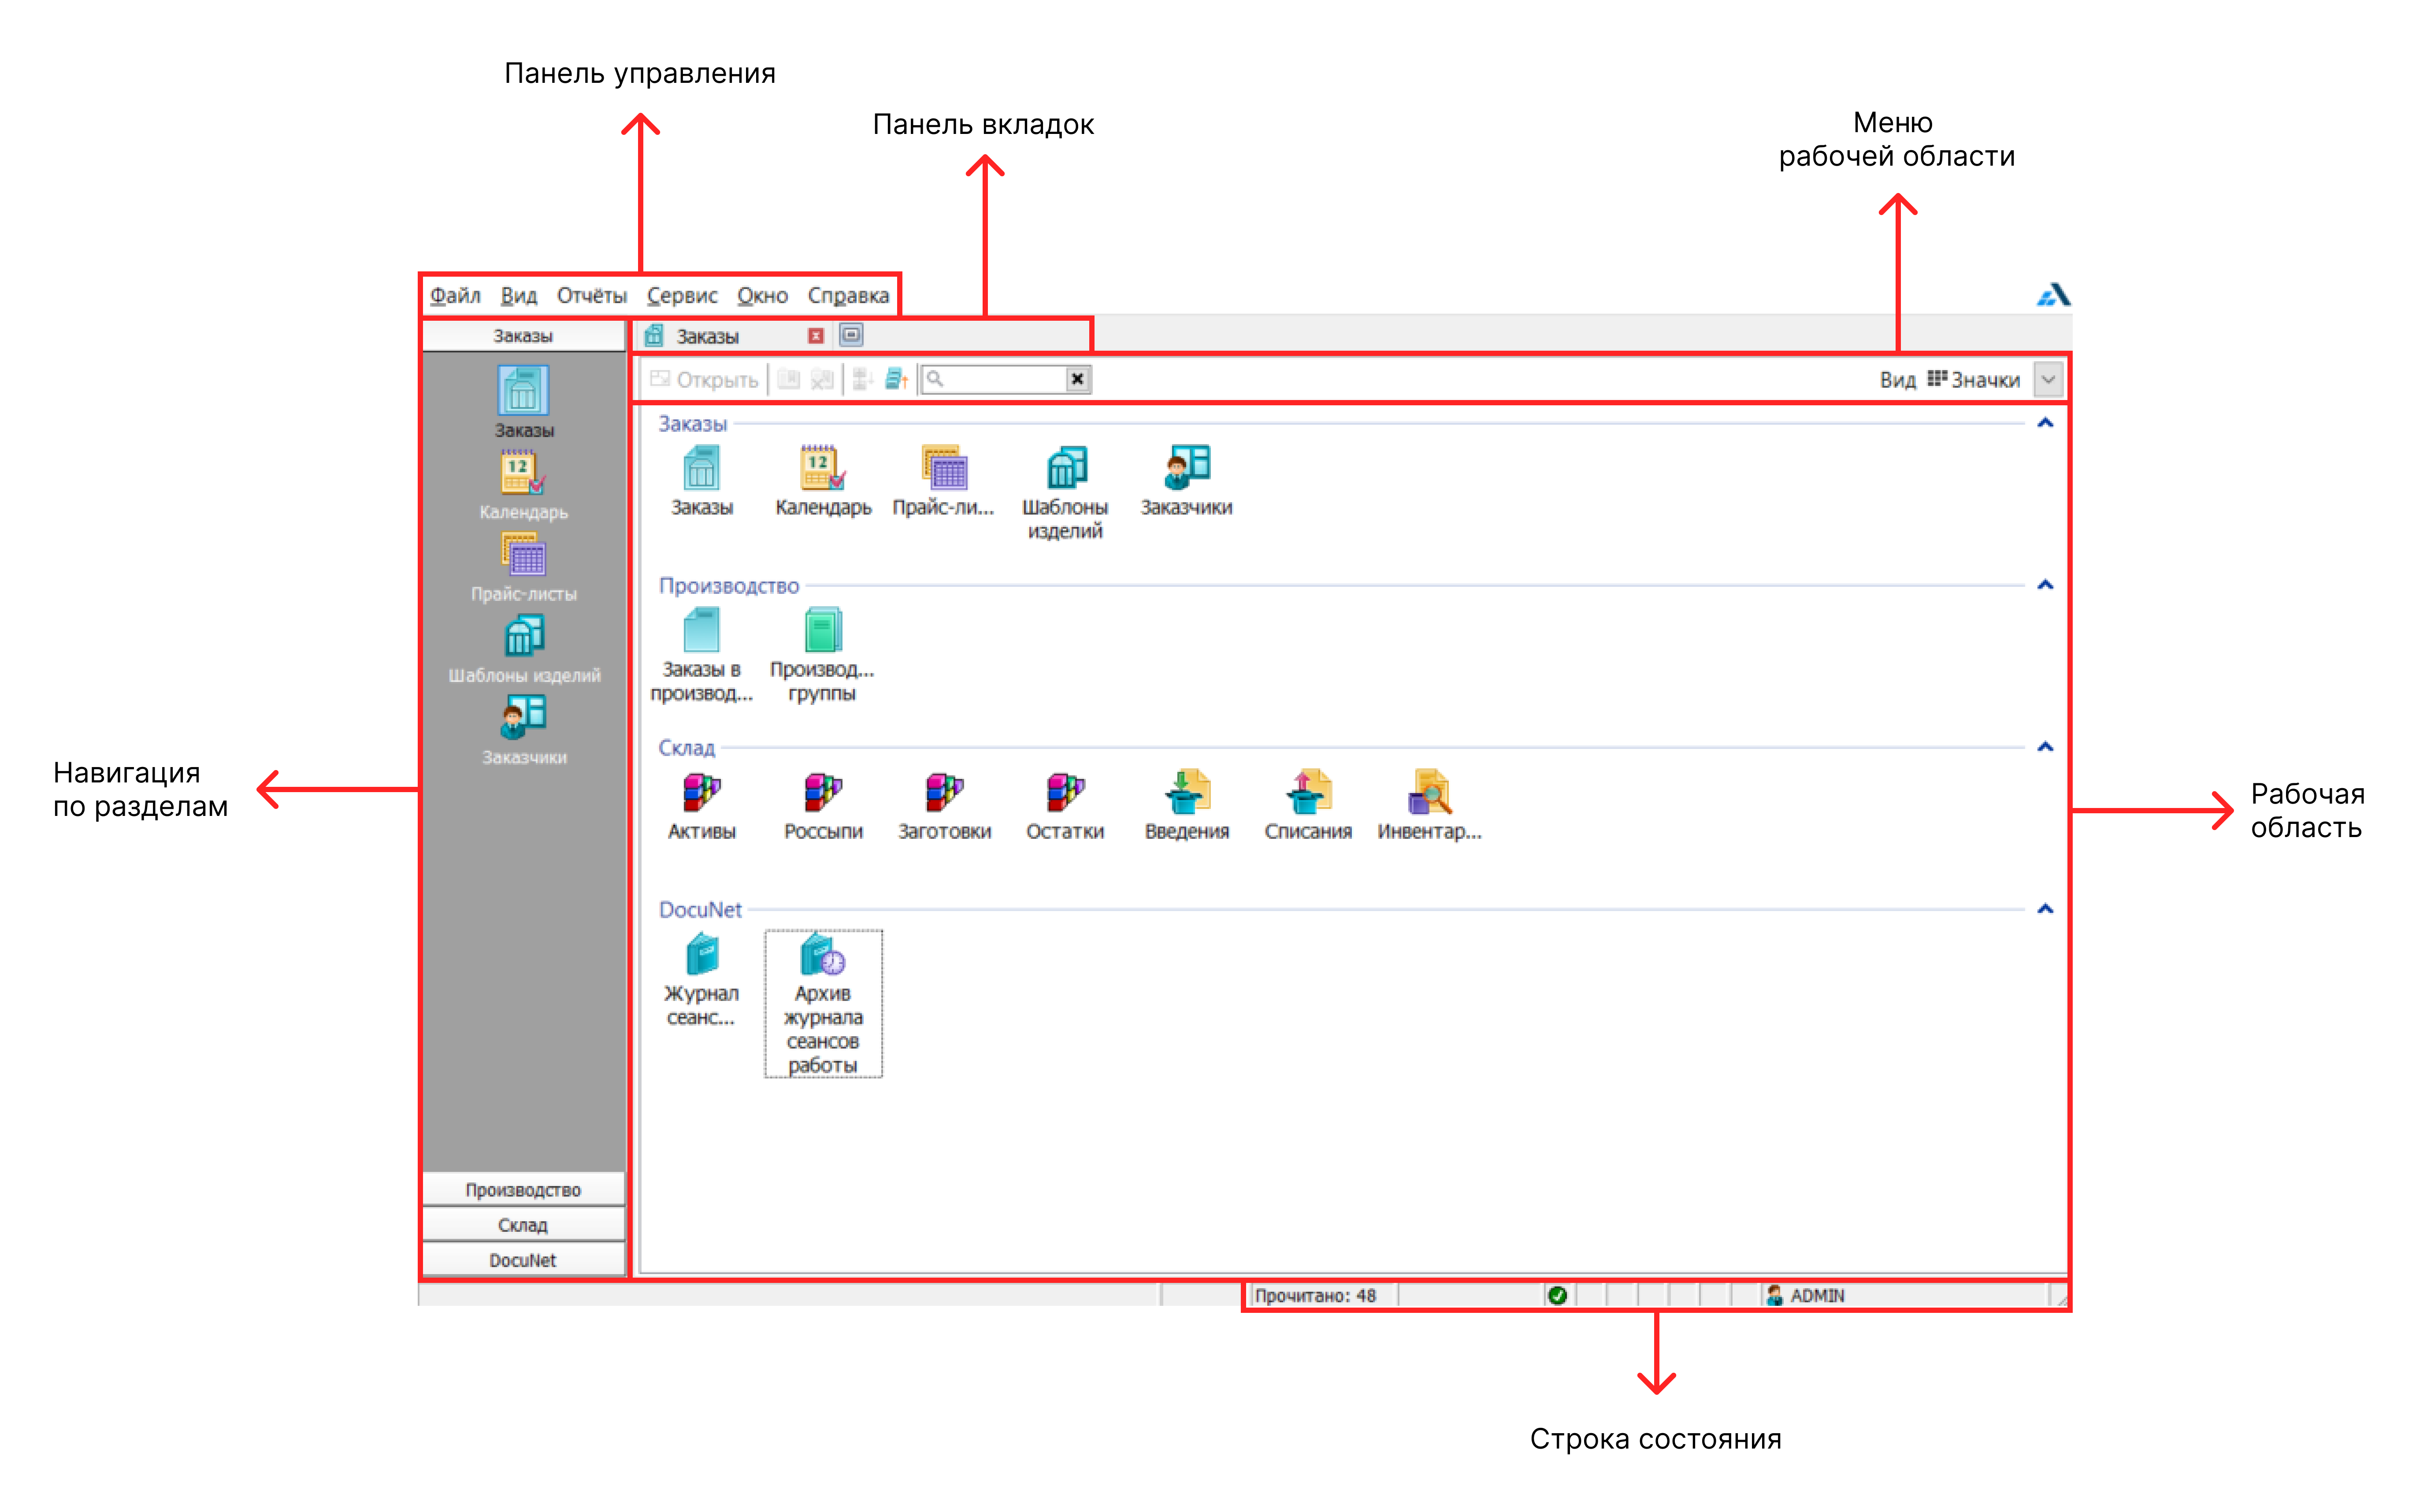 Панель управления
Панель вкладок
Меню
рабочей области
Файл Вид Отчёты Сервис Окно Справка
Заказы
Заказы
Открыть
Вид Значки
Заказы
Календарь
Прайс-листы
Шаблоны изделий
Заказчики
Производство
Склад
DocuNet
Заказы
Заказы Календарь Прайс-ли... Шаблоны Заказчики
изделий
Производство
Заказы в Производ...
производ... группы
Склад
Активы Россыпи Заготовки Остатки Введения Списания Инвентар...
DocuNet
Журнал Архив
сеанс... журнала
сеансов
работы
Навигация
по разделам
Рабочая
область
Прочитано: 48 ADMIN
Строка состояния